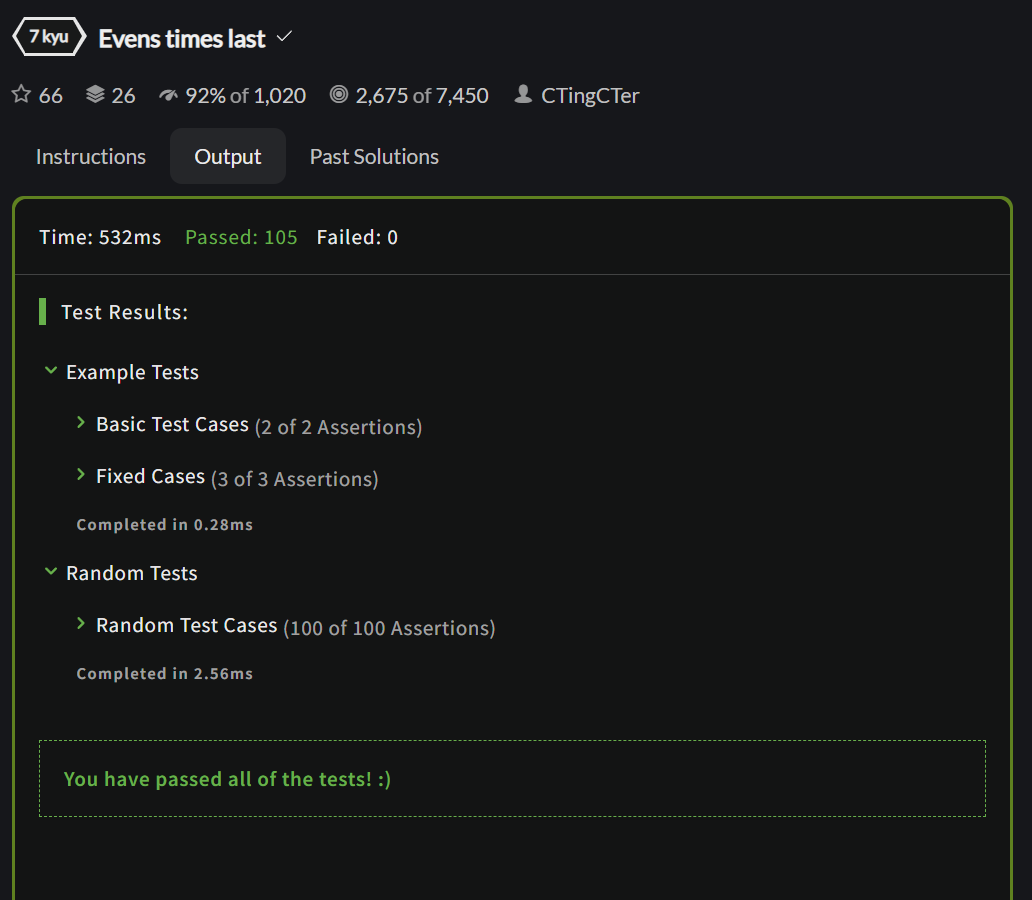 7 kyu Evens times last
66 26 92% of 1,020 2,675 of 7,450 CTingCTer
Instructions Output Past Solutions
Time: 532ms Passed: 105 Failed: 0
Test Results:
Example Tests
Basic Test Cases (2 of 2 Assertions)
Fixed Cases (3 of 3 Assertions)
Completed in 0.28ms
Random Tests
Random Test Cases (100 of 100 Assertions)
Completed in 2.56ms
You have passed all of the tests! :)